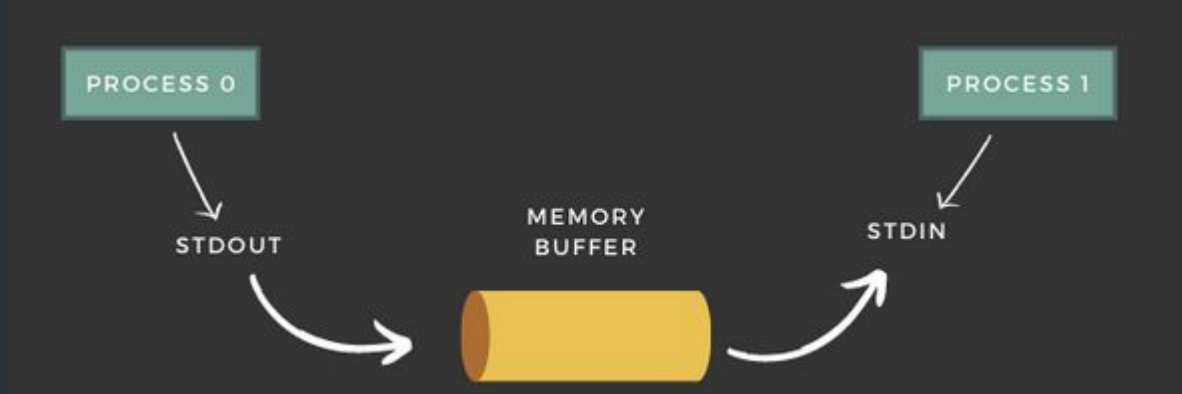 PROCESS 0
PROCESS 1
MEMORY
BUFFER
STDOUT
STDIN